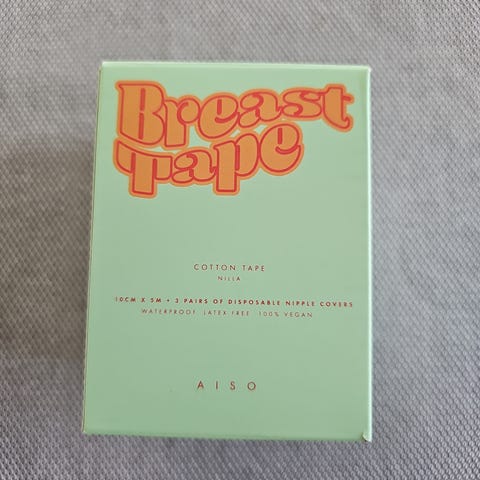 Breast
Tape
COTTON TAPE
NILLA
10CM X 5M + 3 PAIRS OF DISPOSABLE NIPPLE COVERS
WATERPROOF. LATEX FREE. 100% VEGAN
AISO